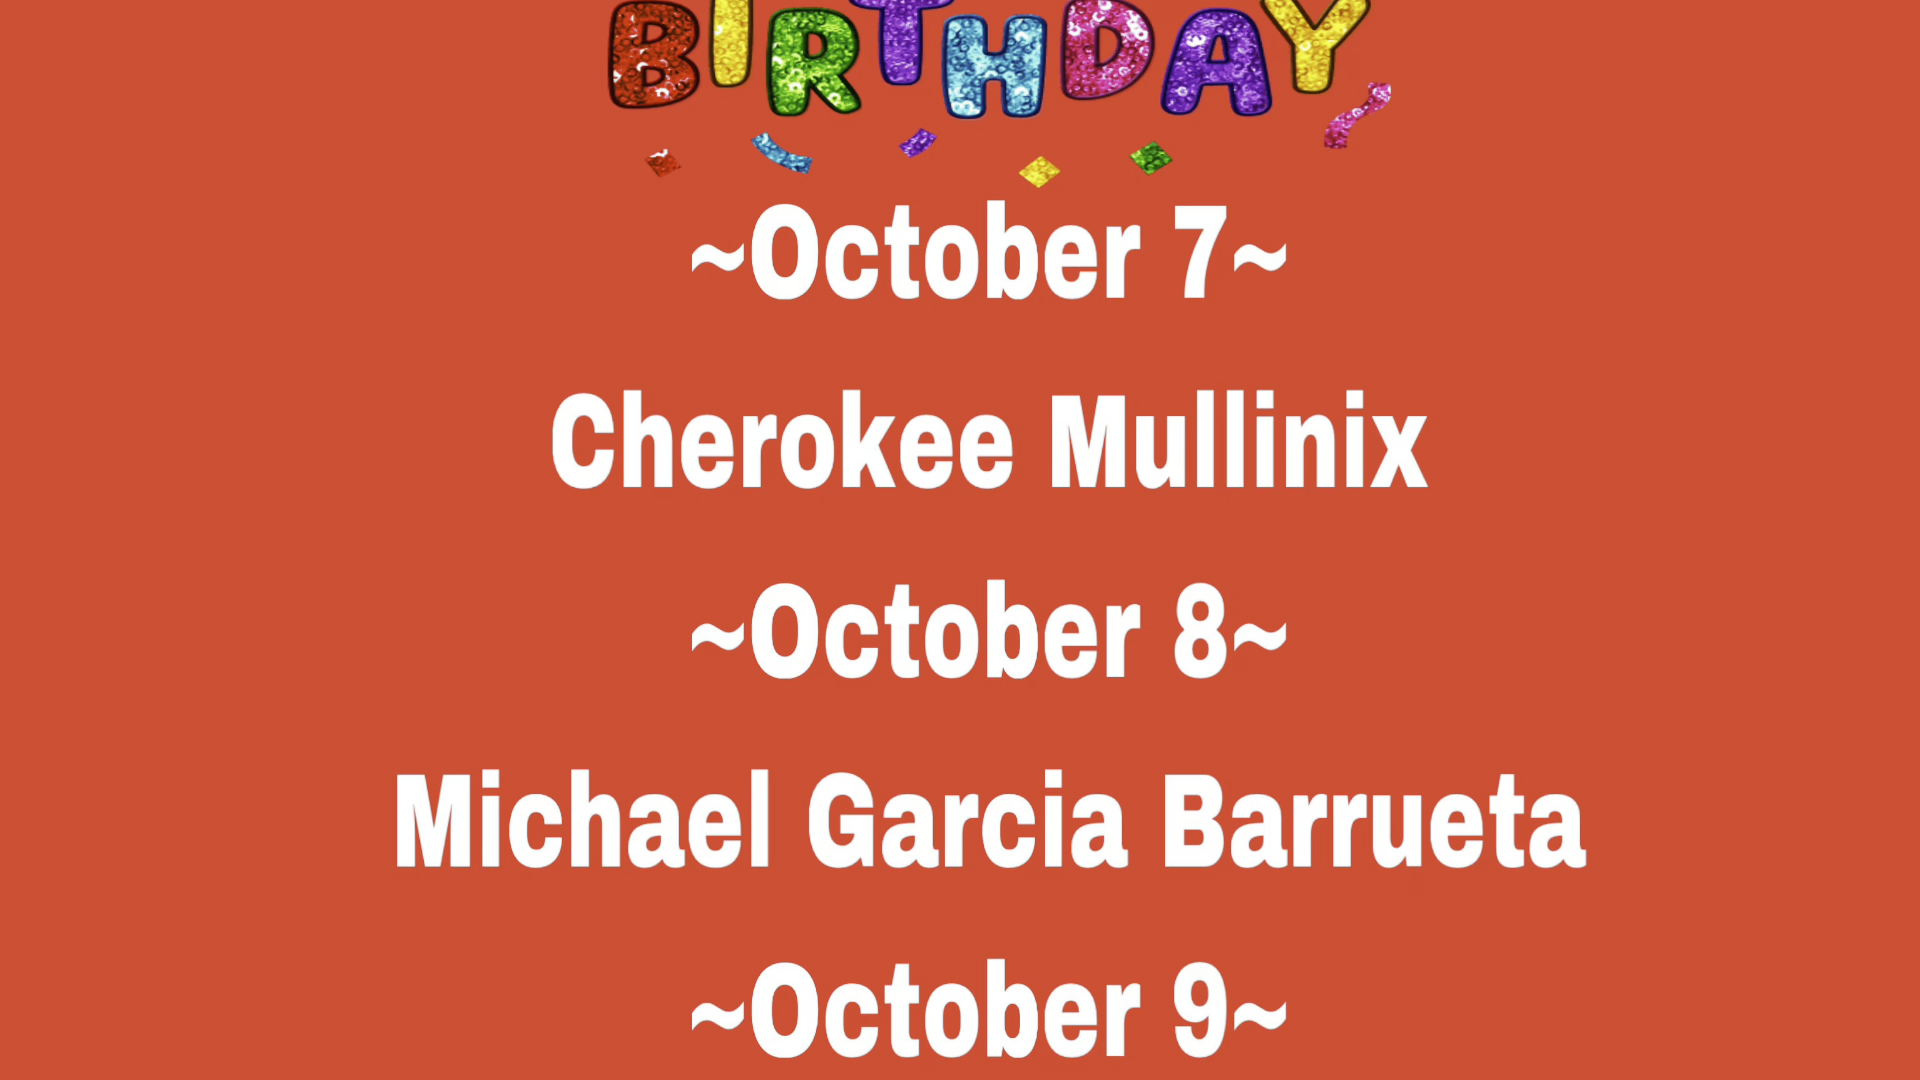 BIRTHDAY
~October 7~
Cherokee Mullinix
~October 8~
Michael Garcia Barrueta
~October 9~